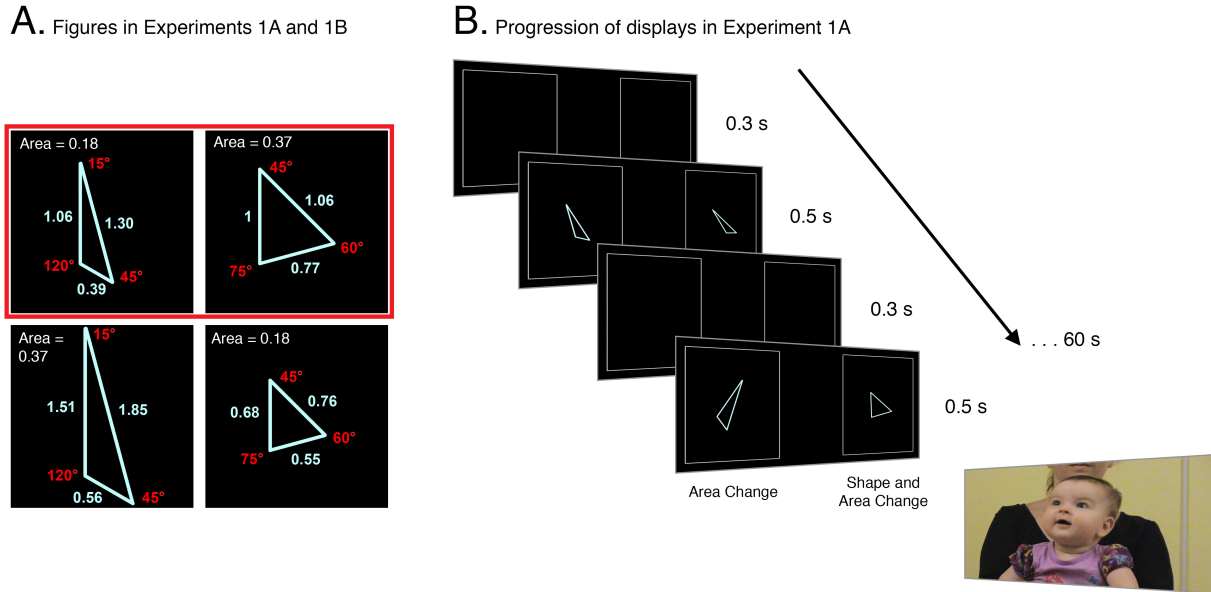 A. Figures in Experiments 1A and 1B
Area = 0.18
15°
1.06
1.30
120°
45°
0.39
Area = 0.37
45°
1.06
1
60°
75°
0.77
Area =
0.37
15°
1.51
1.85
120°
0.56
45°
Area = 0.18
45°
0.68
0.76
60°
75°
0.55
B. Progression of displays in Experiment 1A
0.3 s
0.5 s
0.3 s
. . . 60 s
0.5 s
Area Change
Shape and
Area Change